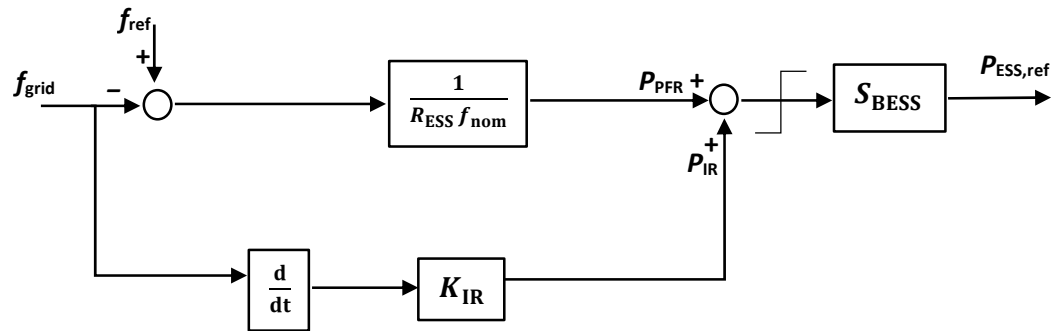 f_ref
+
f_grid
−
1
R_ESS f_nom
P_PFR +
+
P_IR
S_BESS
P_ESS,ref
d
dt
K_IR